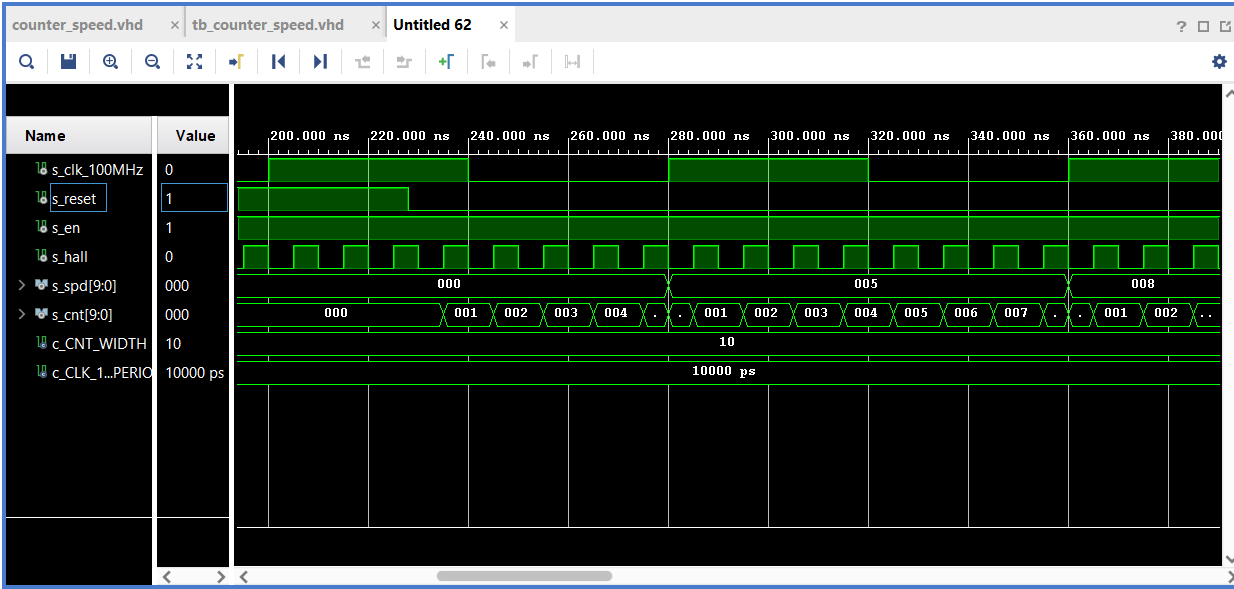 counter_speed.vhd × tb_counter_speed.vhd × Untitled 62 × ?
Name Value 200.000 ns 220.000 ns 240.000 ns 260.000 ns 280.000 ns 300.000 ns 320.000 ns 340.000 ns 360.000 ns 380.000
s_clk_100MHz 0
s_reset 1
s_en 1
s_hall 0
s_spd[9:0] 000 000 005 008
s_cnt[9:0] 000 000 001 002 003 004 . . 001 002 003 004 005 006 007 . . 001 002 ..
c_CNT_WIDTH 10 10
c_CLK_1...PERIO 10000 ps 10000 ps